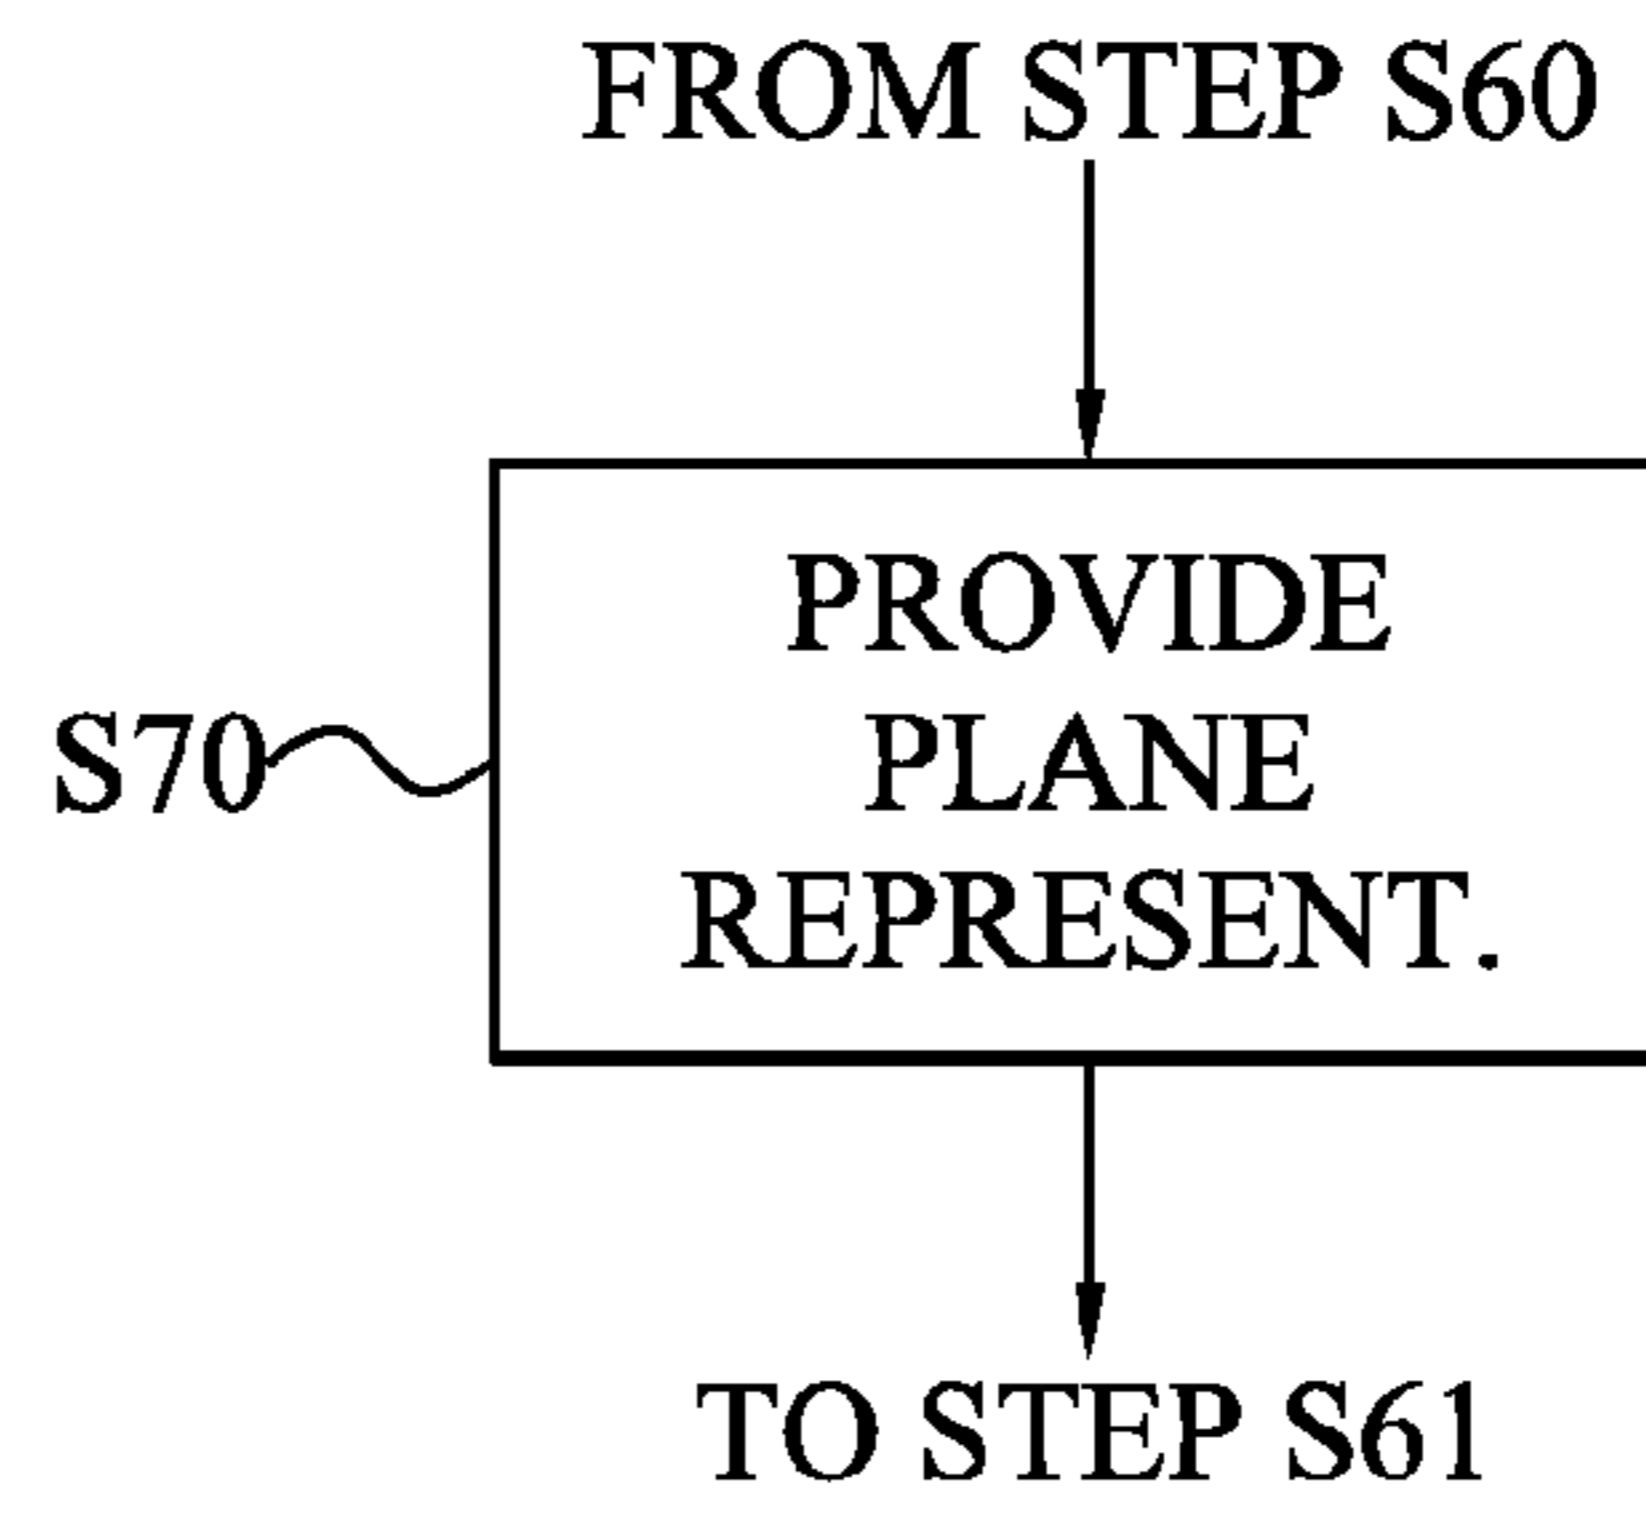 FROM STEP S60
PROVIDE
PLANE
S70
REPRESENT.
TO STEP S61